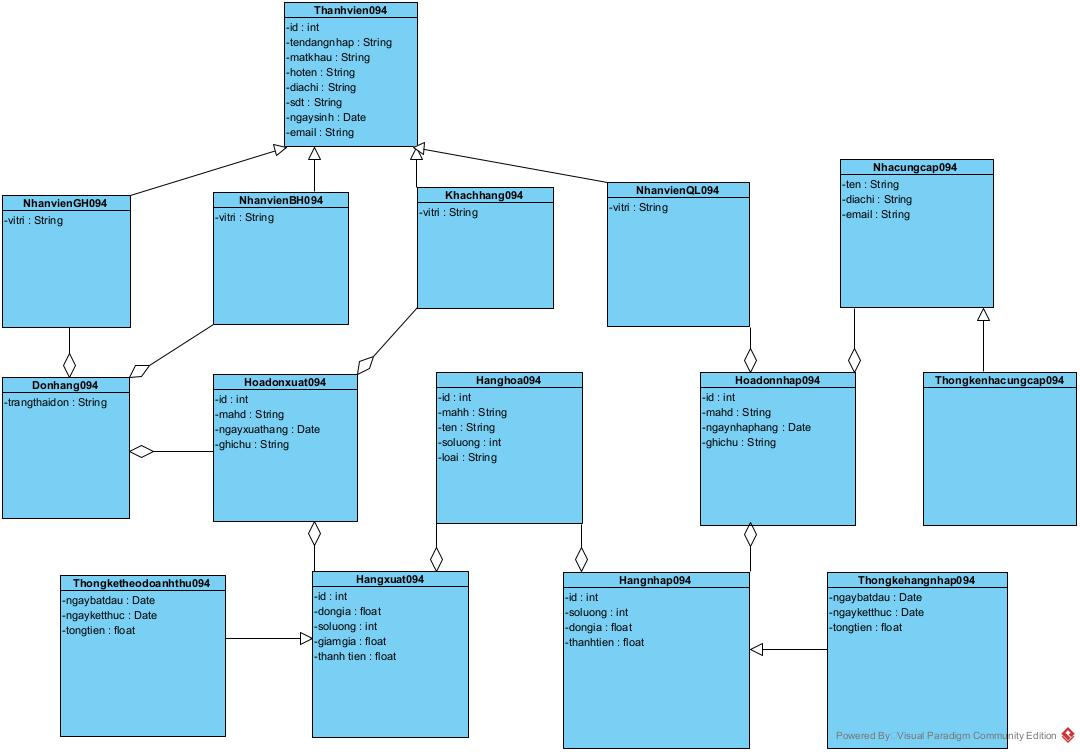 Thanhvien094
-id : int
-tendangnhap : String
-matkhau : String
-hoten : String
-diachi : String
-sdt : String
-ngaysinh : Date
-email : String
NhanvienGH094
-vitri : String
NhanvienBH094
-vitri : String
Khachhang094
-vitri : String
NhanvienQL094
-vitri : String
Nhacungcap094
-ten : String
-diachi : String
-email : String
Donhang094
-trangthaidon : String
Hoadonxuat094
-id : int
-mahd : String
-ngayxuathang : Date
-ghichu : String
Hanghoa094
-id : int
-mahh : String
-ten : String
-soluong : int
-loai : String
Hoadonnhap094
-id : int
-mahd : String
-ngaynhaphang : Date
-ghichu : String
Thongkenhacungcap094
Thongketheodoanhthu094
-ngaybatdau : Date
-ngayketthuc : Date
-tongtien : float
Hangxuat094
-id : int
-dongia : float
-soluong : int
-giamgia : float
-thanh tien : float
Hangnhap094
-id : int
-soluong : int
-dongia : float
-thanhtien : float
Thongkehangnhap094
-ngaybatdau : Date
-ngayketthuc : Date
-tongtien : float
Powered By: Visual Paradigm Community Edition